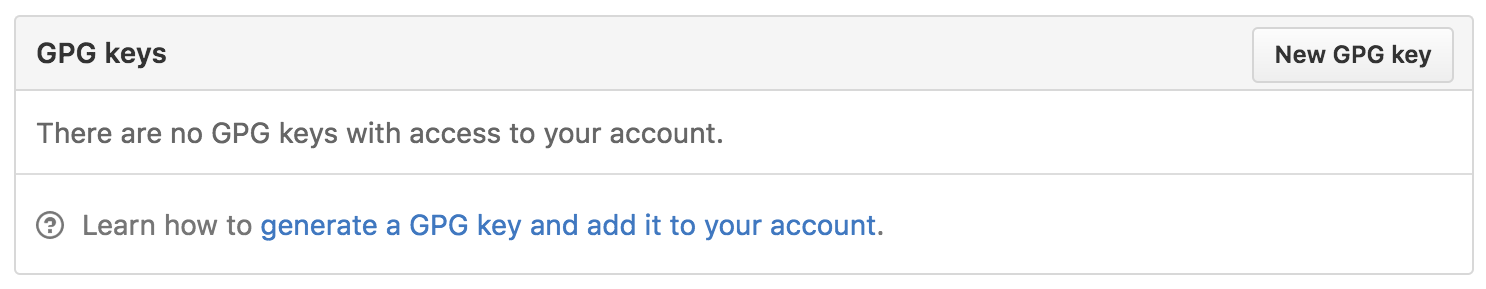 GPG keys
New GPG key
There are no GPG keys with access to your account.
Learn how to generate a GPG key and add it to your account.